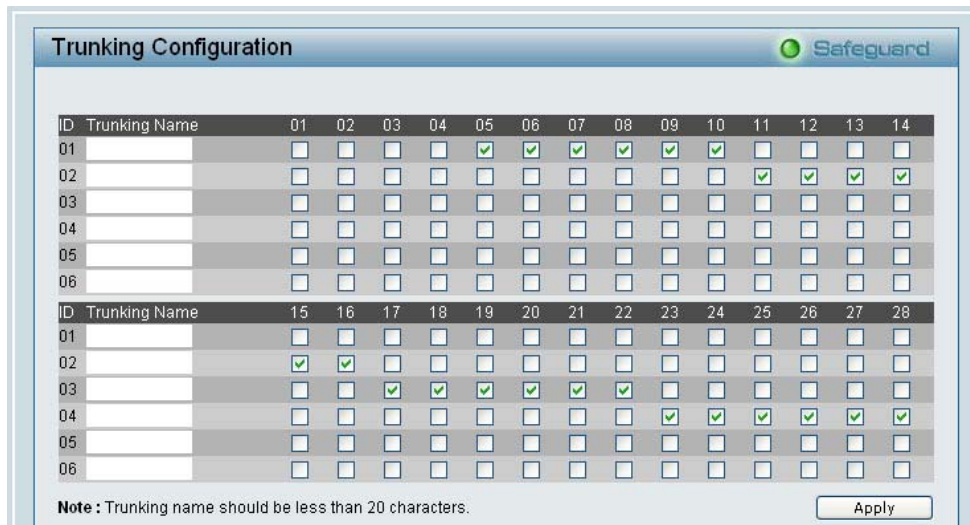 Trunking Configuration
Safeguard
ID Trunking Name 01 02 03 04 05 06 07 08 09 10 11 12 13 14
01
02
03
04
05
06
ID Trunking Name 15 16 17 18 19 20 21 22 23 24 25 26 27 28
01
02
03
04
05
06
Note : Trunking name should be less than 20 characters.
Apply